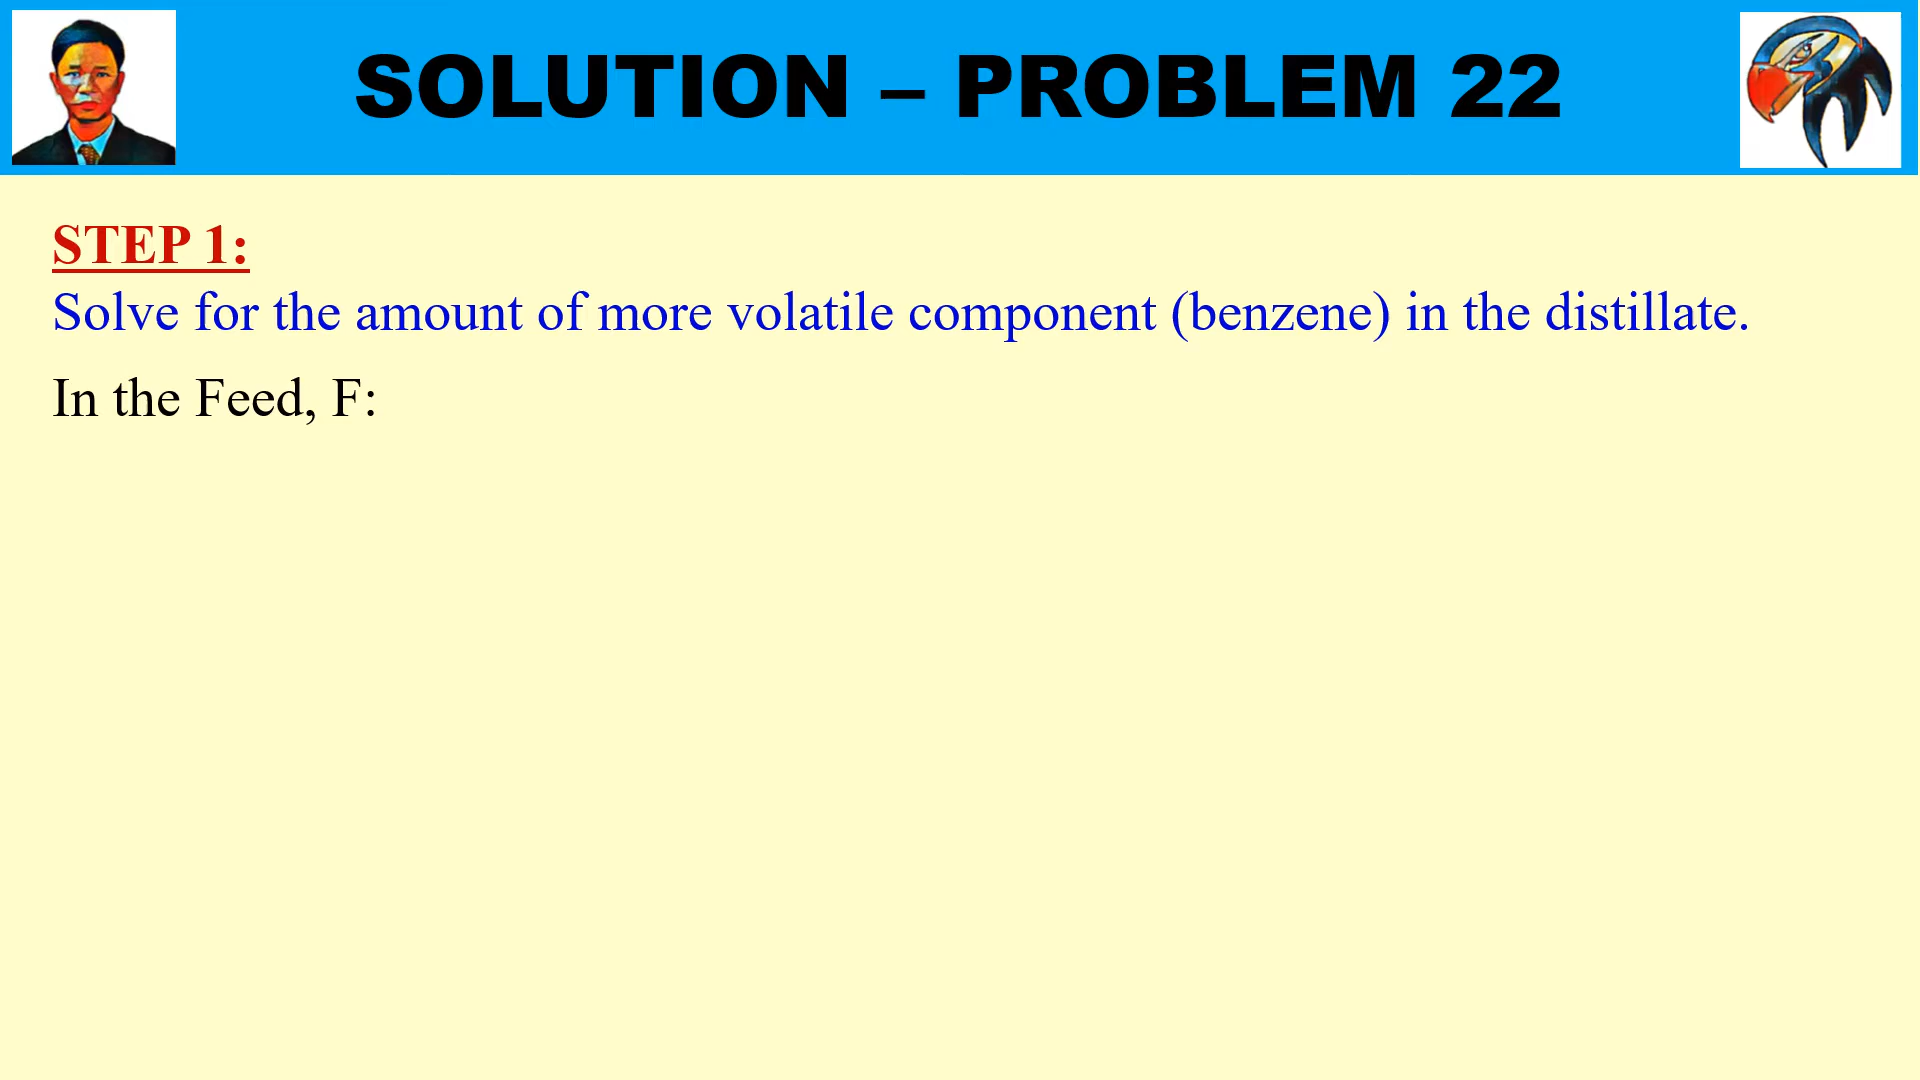 SOLUTION – PROBLEM 22
STEP 1:
Solve for the amount of more volatile component (benzene) in the distillate.
In the Feed, F: